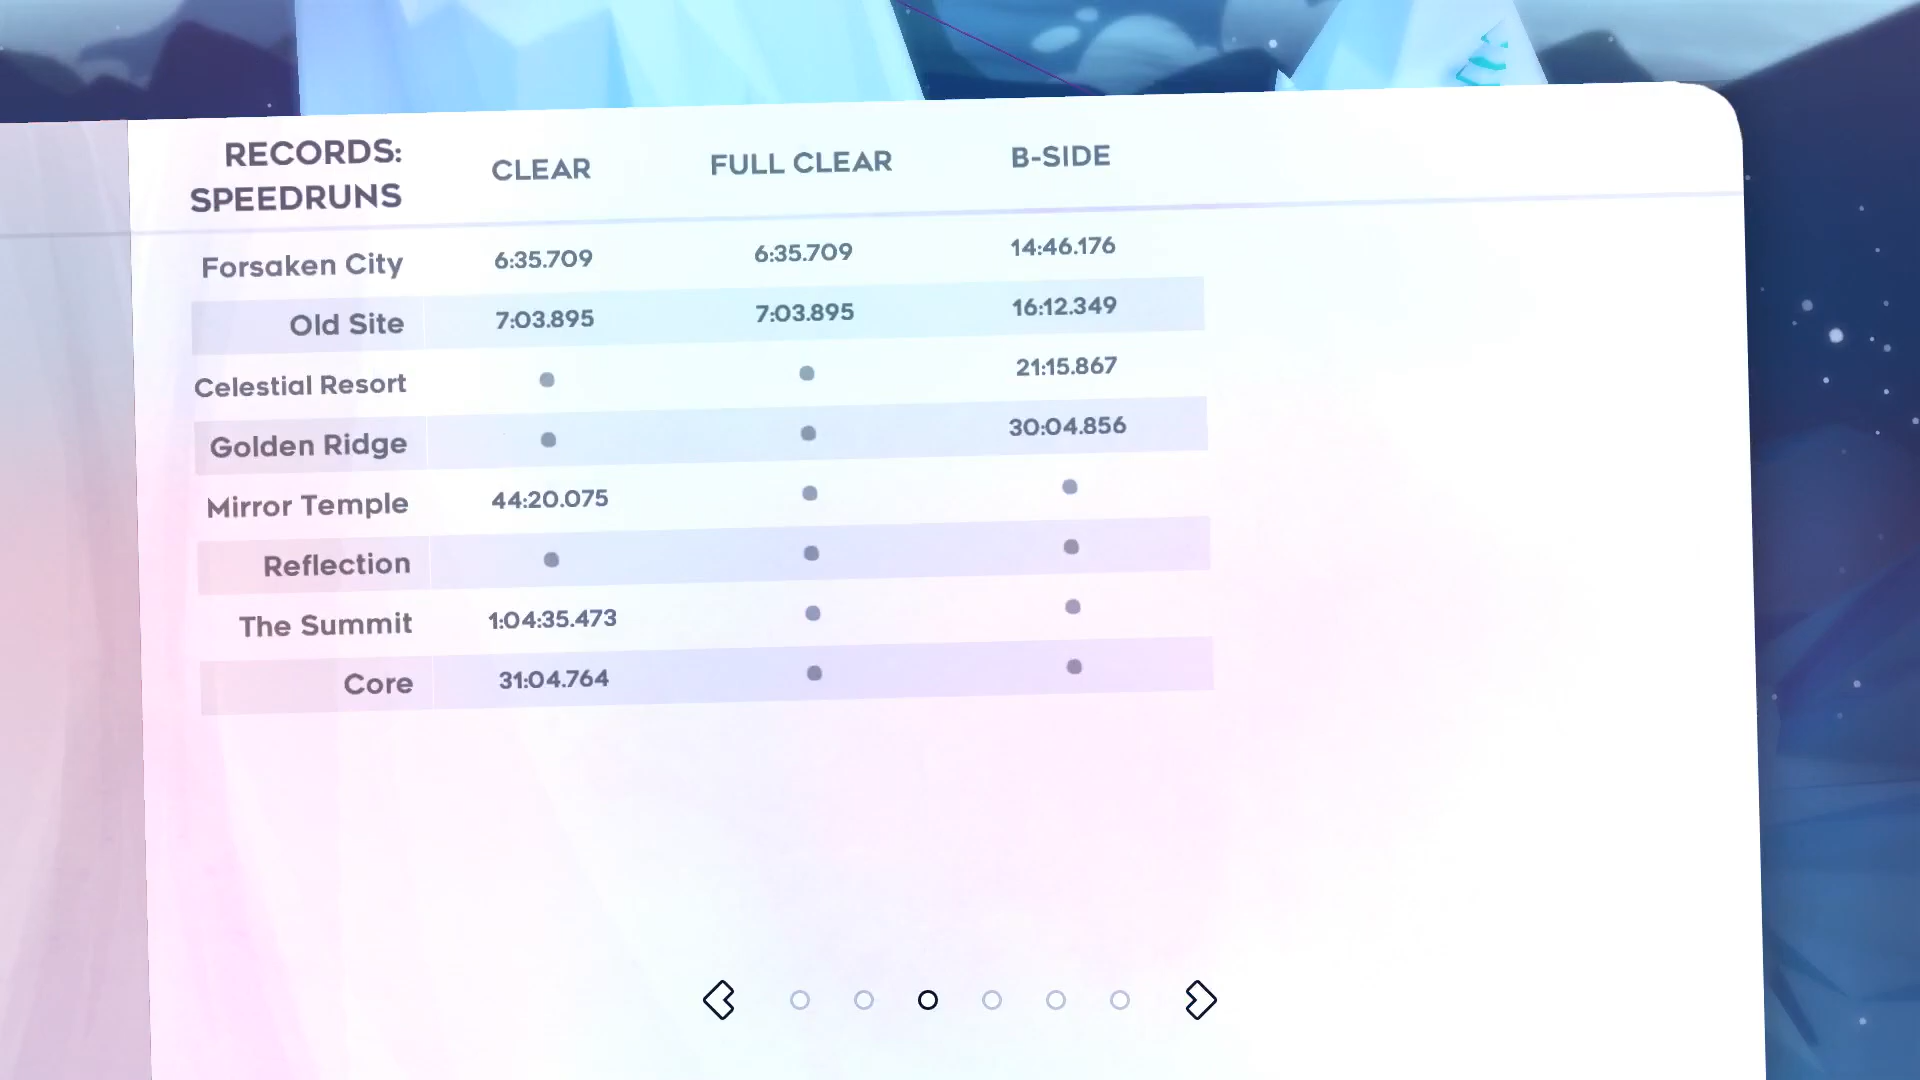 RECORDS:
SPEEDRUNS
CLEAR FULL CLEAR B-SIDE
Forsaken City 6:35.709 6:35.709 14:46.176
Old Site 7:03.895 7:03.895 16:12.349
Celestial Resort 21:15.867
Golden Ridge 30:04.856
Mirror Temple 44:20.075
Reflection
The Summit 1:04:35.473
Core 31:04.764